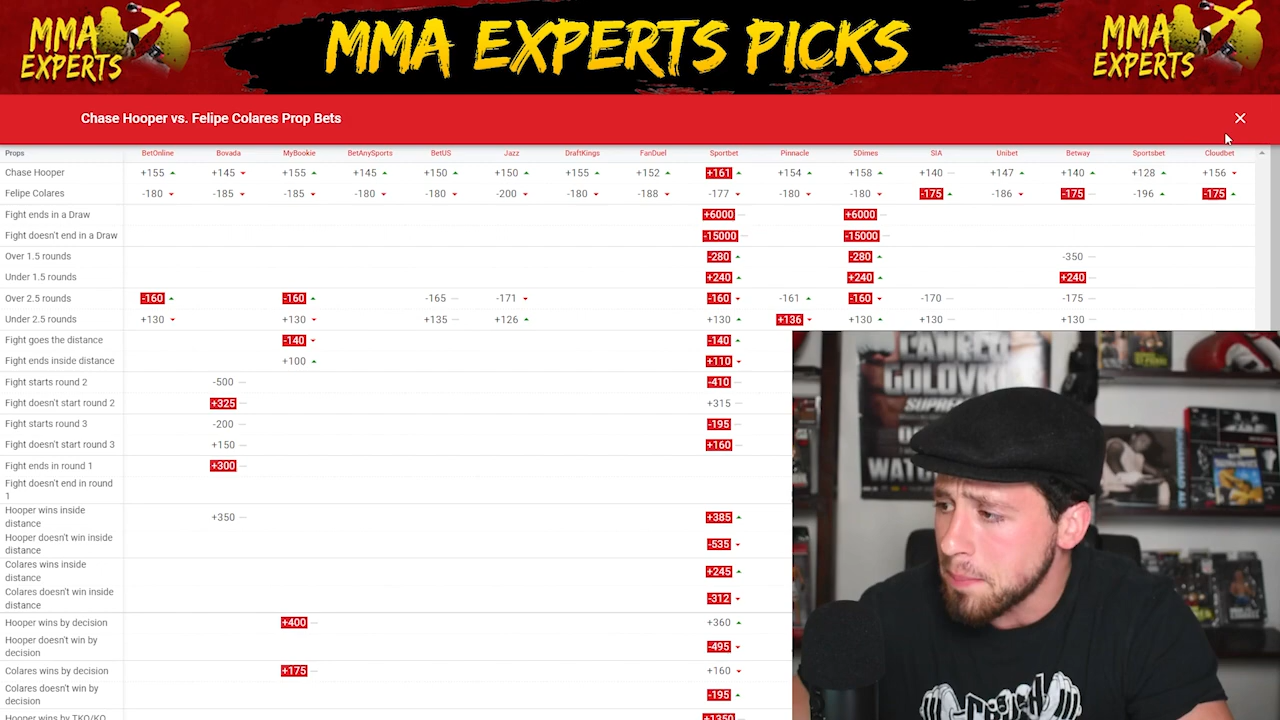 MMA EXPERTS
MMA EXPERTS PICKS
MMA EXPERTS
Chase Hooper vs. Felipe Colares Prop Bets ×
Props BetOnline Bovada MyBookie BetAnySports BetUS Jazz DraftKings FanDuel Sportbet Pinnacle 5Dimes SIA Unibet Betway Sportsbet Cloudbet
Chase Hooper +155 +145 +155 +145 +150 +150 +155 +152 +161 +154 +158 +140 +147 +140 +128 +156
Felipe Colares -180 -185 -185 -180 -180 -200 -180 -188 -177 -180 -180 -175 -186 -175 -196 -175
Fight ends in a Draw +6000 +6000
Fight doesn't end in a Draw -15000 -15000
Over 1.5 rounds -280 -280 -350
Under 1.5 rounds +240 +240 +240
Over 2.5 rounds -160 -160 -165 -171 -160 -161 -160 -170 -175
Under 2.5 rounds +130 +130 +135 +126 +130 +136 +130 +130 +130
Fight goes the distance -140 -140
Fight ends inside distance +100 +110
Fight starts round 2 -500 -410
Fight doesn't start round 2 +325 +315
Fight starts round 3 -200 -195
Fight doesn't start round 3 +150 +160
Fight ends in round 1 +300
Fight doesn't end in round
1
Hooper wins inside
distance +350 +385
Hooper doesn't win inside
distance -535
Colares wins inside
distance +245
Colares doesn't win inside
distance -312
Hooper wins by decision +400 +360
Hooper doesn't win by
decision -495
Colares wins by decision +175 +160
Colares doesn't win by
decision -195
Hooper wins by TKO/KO +1350
CANELO
GOLOVKIN